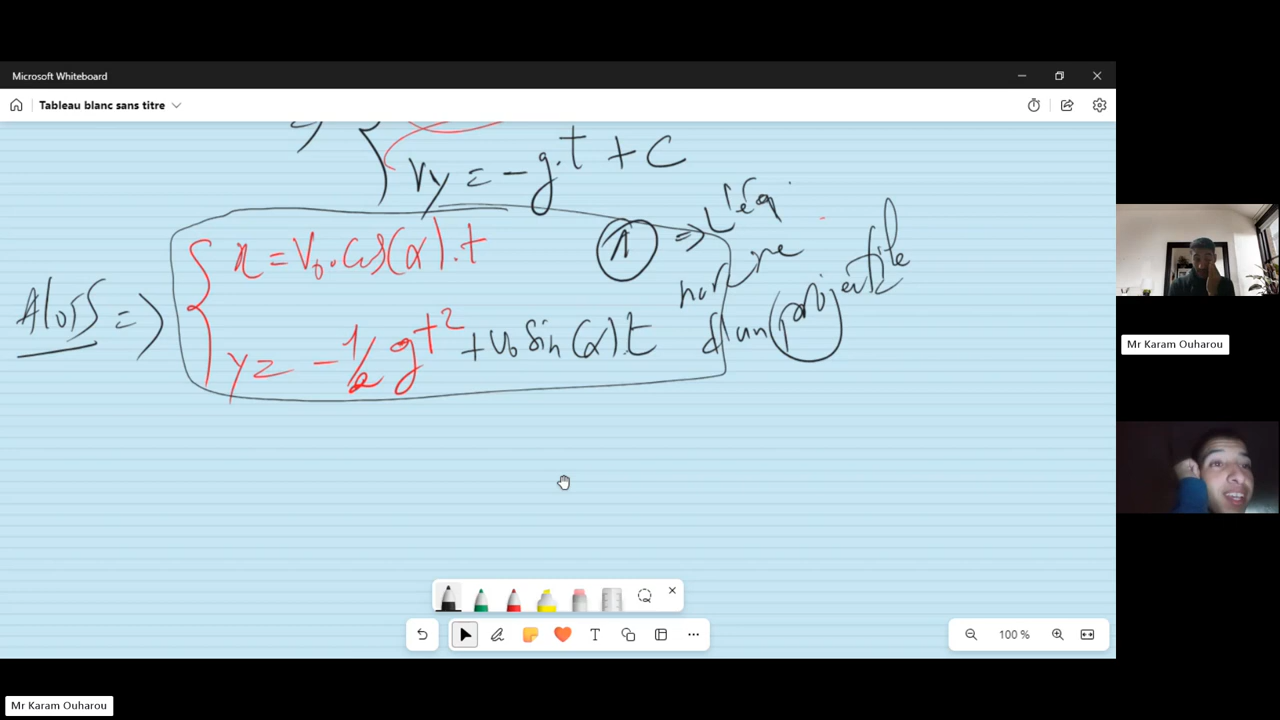 Microsoft Whiteboard
Tableau blanc sans titre
Vy = -g.t + C
Alors => x = V₀.cos(α).t
y = -1/2 gt² + v₀ sin(α).t
1 => L'éq
horaire
d'un projectile
100 %
Mr Karam Ouharou
Mr Karam Ouharou